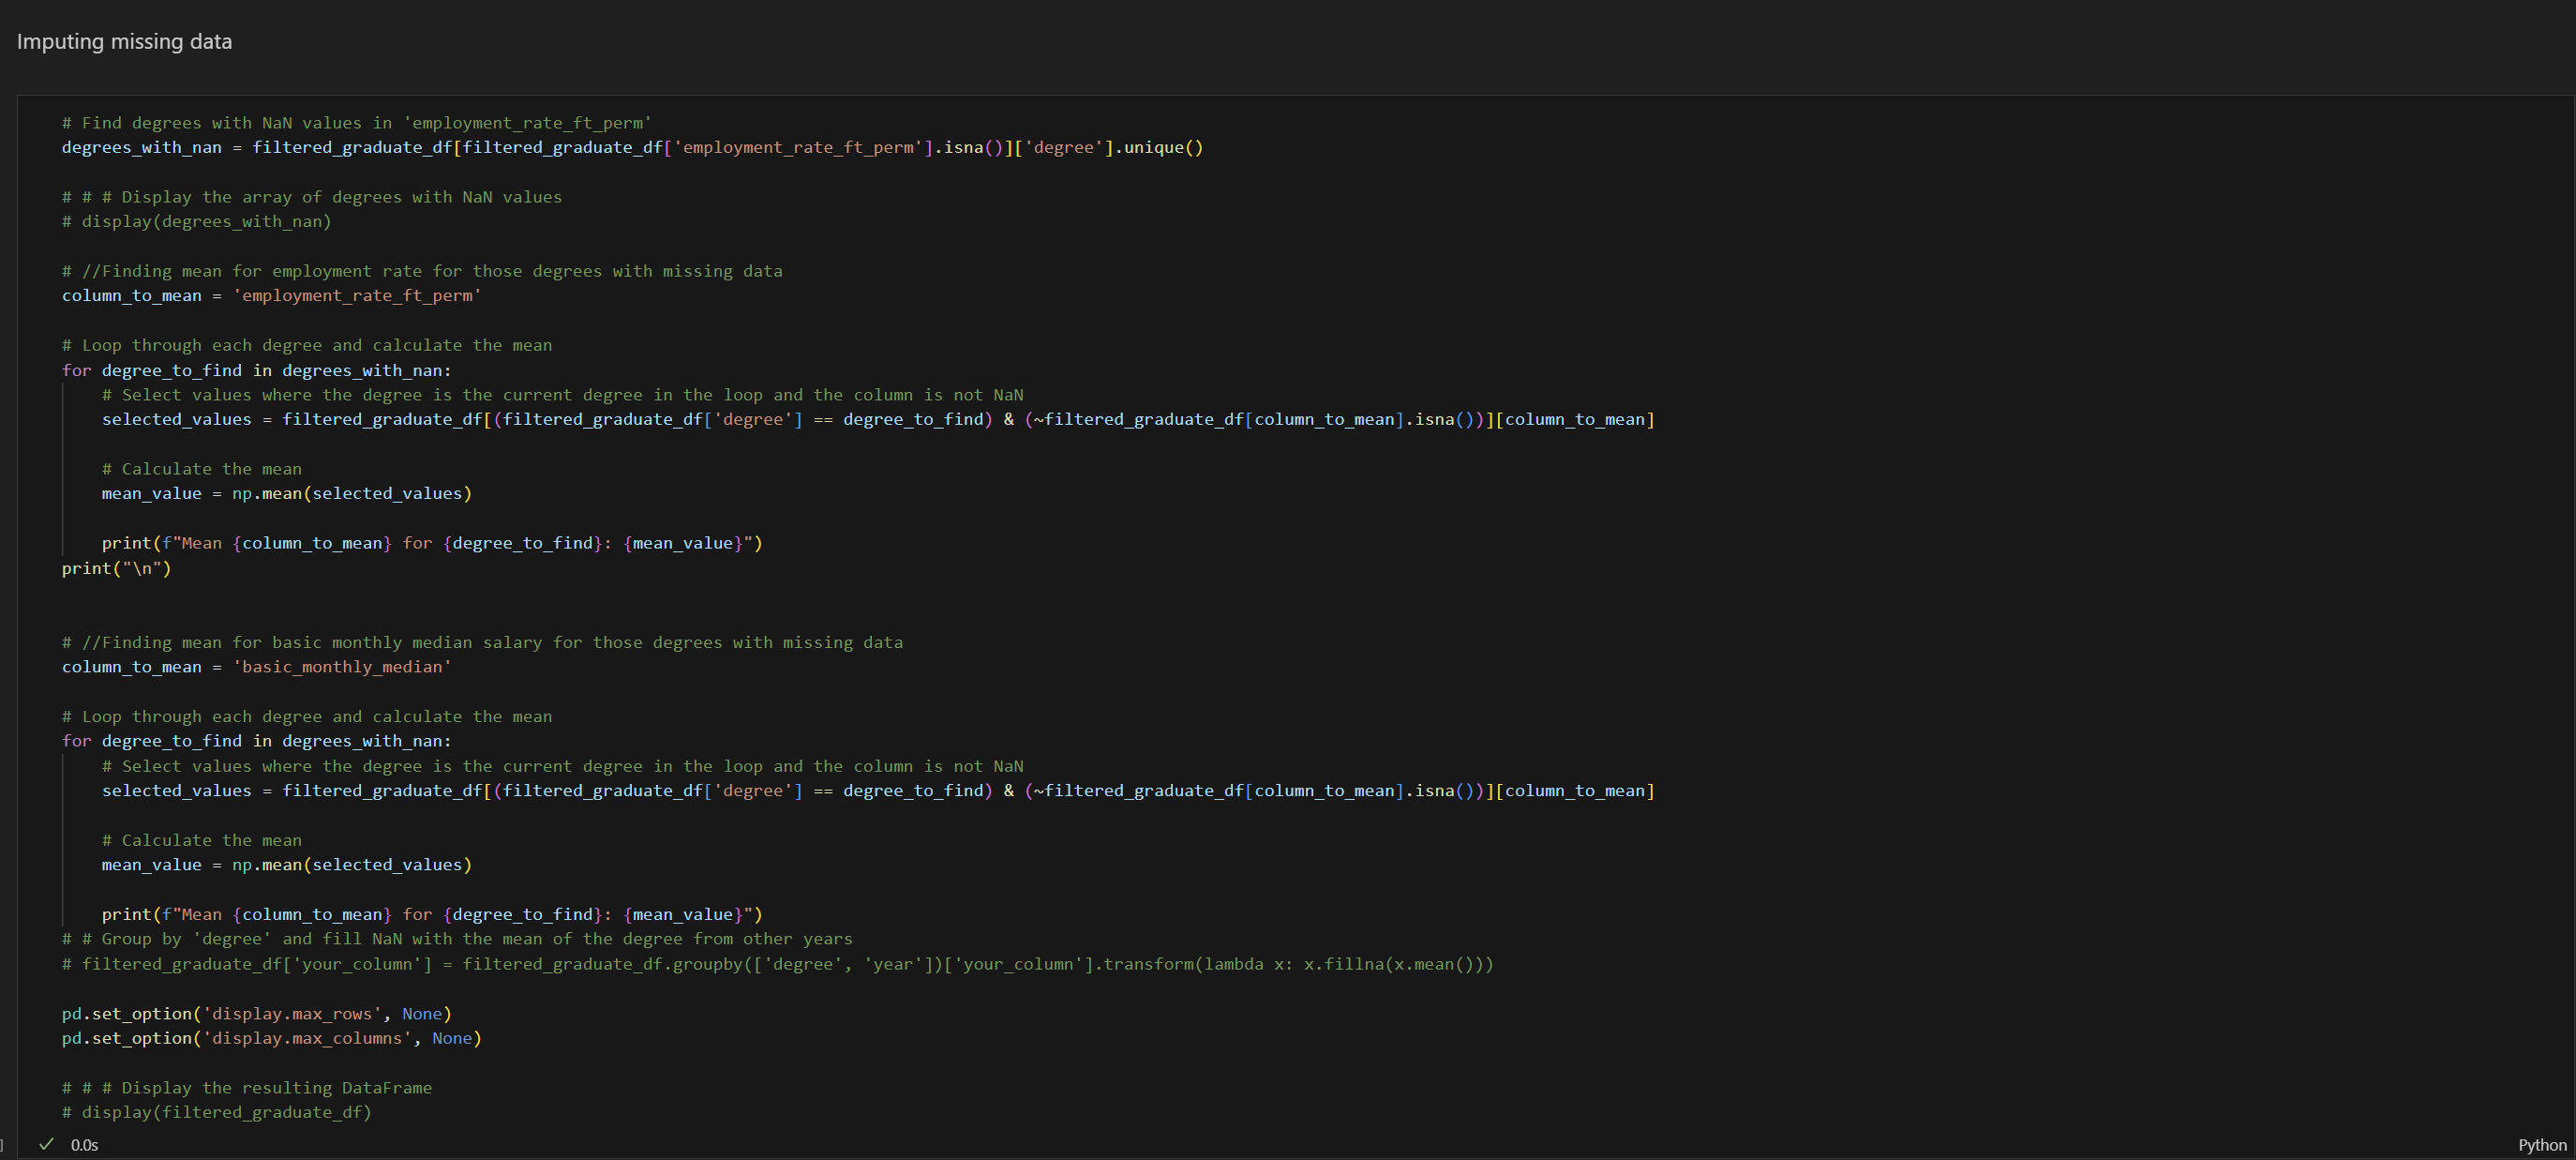 Imputing missing data
# Find degrees with NaN values in 'employment_rate_ft_perm'
degrees_with_nan = filtered_graduate_df[filtered_graduate_df['employment_rate_ft_perm'].isna()]['degree'].unique()
# # # Display the array of degrees with NaN values
# display(degrees_with_nan)
# //Finding mean for employment rate for those degrees with missing data
column_to_mean = 'employment_rate_ft_perm'
# Loop through each degree and calculate the mean
for degree_to_find in degrees_with_nan:
    # Select values where the degree is the current degree in the loop and the column is not NaN
    selected_values = filtered_graduate_df[(filtered_graduate_df['degree'] == degree_to_find) & (~filtered_graduate_df[column_to_mean].isna())][column_to_mean]
    # Calculate the mean
    mean_value = np.mean(selected_values)
    print(f"Mean {column_to_mean} for {degree_to_find}: {mean_value}")
print("\n")
# //Finding mean for basic monthly median salary for those degrees with missing data
column_to_mean = 'basic_monthly_median'
# Loop through each degree and calculate the mean
for degree_to_find in degrees_with_nan:
    # Select values where the degree is the current degree in the loop and the column is not NaN
    selected_values = filtered_graduate_df[(filtered_graduate_df['degree'] == degree_to_find) & (~filtered_graduate_df[column_to_mean].isna())][column_to_mean]
    # Calculate the mean
    mean_value = np.mean(selected_values)
    print(f"Mean {column_to_mean} for {degree_to_find}: {mean_value}")
# # Group by 'degree' and fill NaN with the mean of the degree from other years
# filtered_graduate_df['your_column'] = filtered_graduate_df.groupby(['degree', 'year'])['your_column'].transform(lambda x: x.fillna(x.mean()))
pd.set_option('display.max_rows', None)
pd.set_option('display.max_columns', None)
# # # Display the resulting DataFrame
# display(filtered_graduate_df)
] ✓ 0.0s
Python